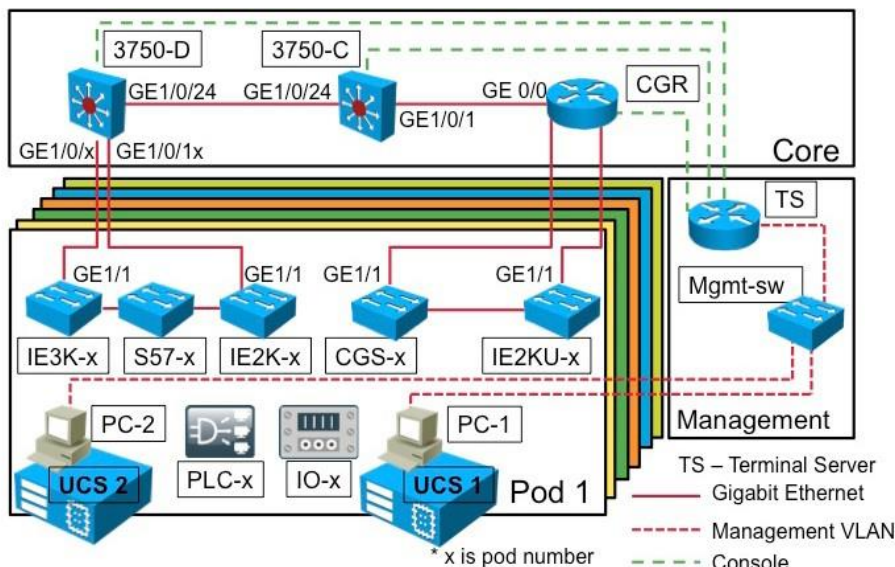 3750-D
3750-C
GE1/0/24
GE1/0/24
GE 0/0
CGR
GE1/0/1
GE1/0/x
GE1/0/1x
Core
TS
GE1/1
GE1/1
GE1/1
GE1/1
Mgmt-sw
IE3K-x
S57-x
IE2K-x
CGS-x
IE2KU-x
PC-2
PC-1
Management
UCS 2
PLC-x
IO-x
UCS 1
Pod 1
TS – Terminal Server
Gigabit Ethernet
Management VLAN
* x is pod number
Console